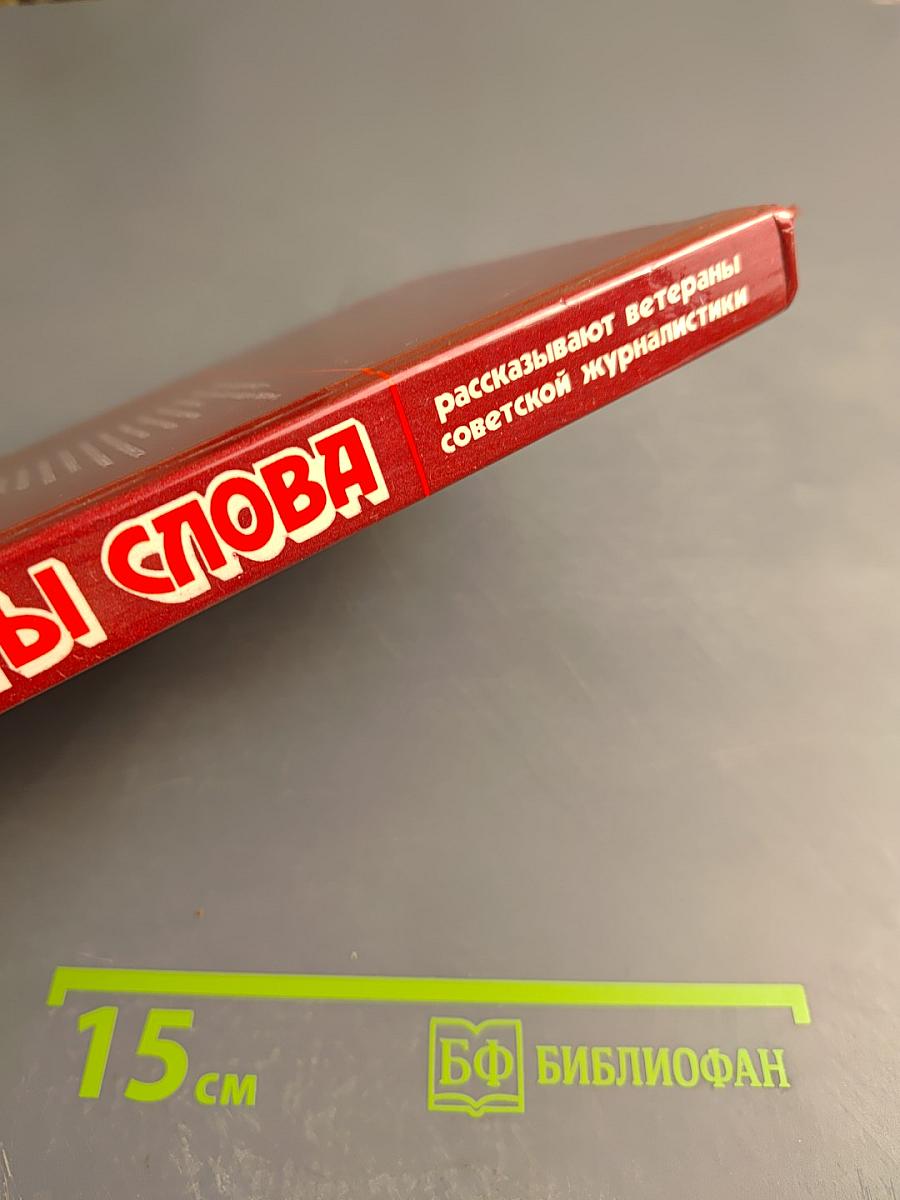 Ы СЛОВА
рассказывают ветераны
советской журналистики
15 см
БФ БИБЛИОФАН